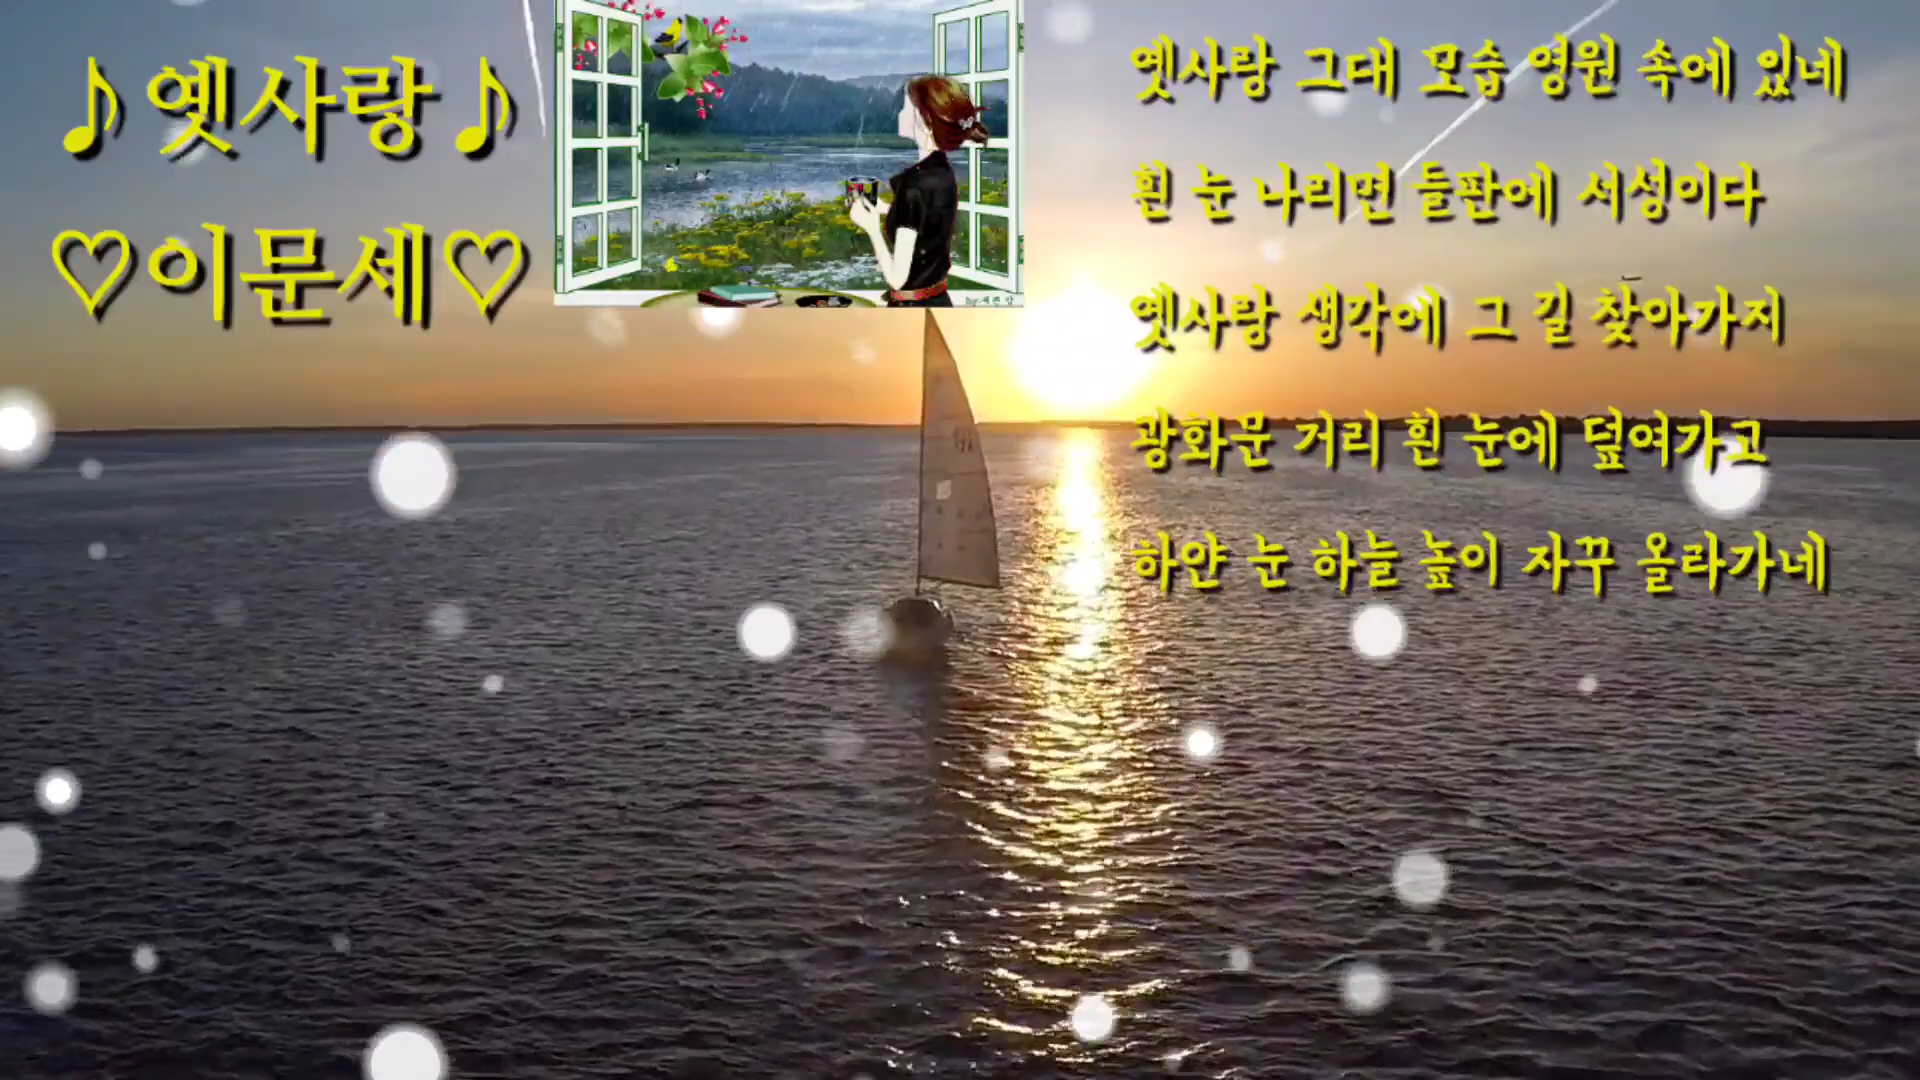 ♪옛사랑♪
♡이문세♡
옛사랑 그대 모습 영원 속에 있네
흰 눈 나리면 들판에 서성이다
옛사랑 생각에 그 길 찾아가지
광화문 거리 흰 눈에 덮여가고
하얀 눈 하늘 높이 자꾸 올라가네